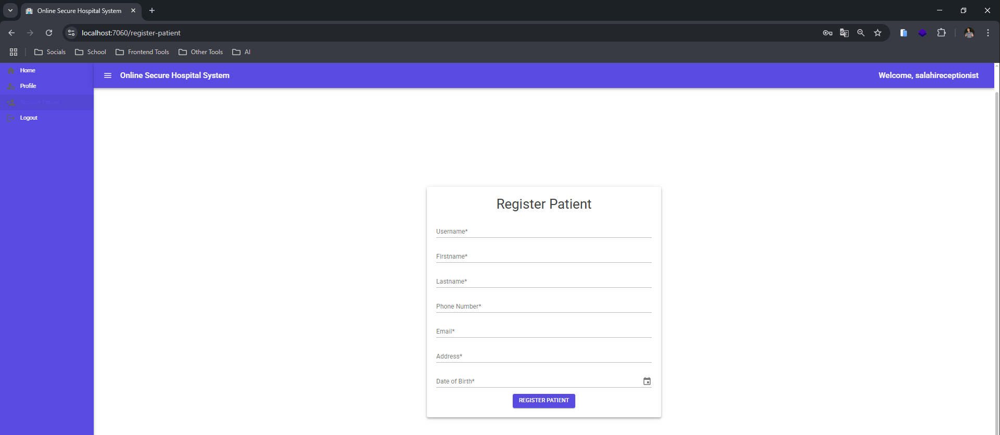 Online Secure Hospital System
localhost:7060/register-patient
Socials School Frontend Tools Other Tools AI
Home
Profile
Register Patient
Logout
Online Secure Hospital System
Welcome, salahireceptionist
Register Patient
Username*
Firstname*
Lastname*
Phone Number*
Email*
Address*
Date of Birth*
REGISTER PATIENT